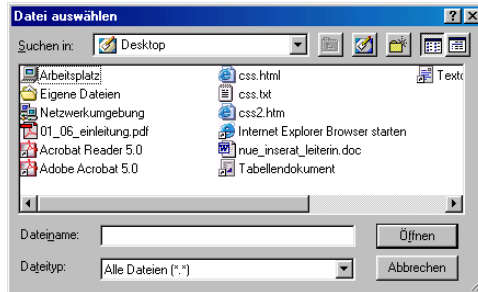 Datei auswählen
Suchen in: Desktop
Arbeitsplatz
Eigene Dateien
Netzwerkumgebung
01_06_einleitung.pdf
Acrobat Reader 5.0
Adobe Acrobat 5.0
css.html
css.txt
css2.htm
Internet Explorer Browser starten
nue_inserat_leiterin.doc
Tabellendokument
Dateiname:
Öffnen
Dateityp: Alle Dateien (*.*)
Abbrechen